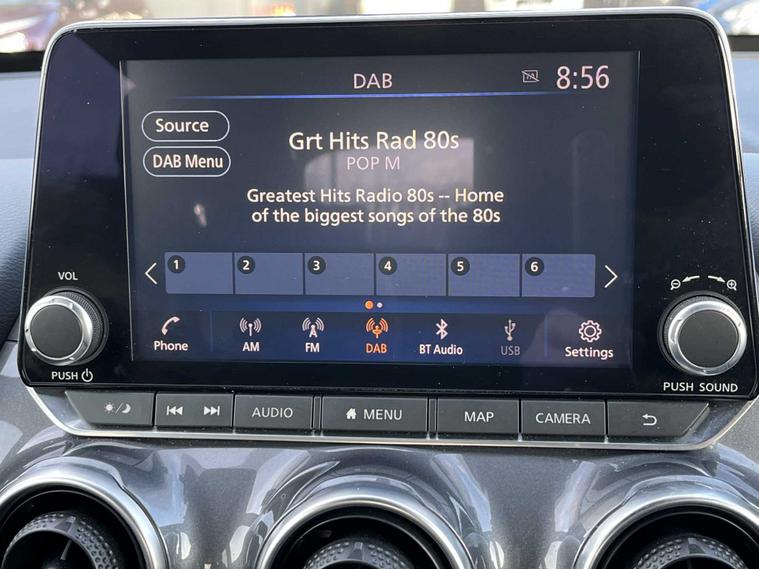 DAB
TA
8:56
Source
Grt Hits Rad 80s
DAB Menu
POP M
Greatest Hits Radio 80s -- Home
of the biggest songs of the 80s
1 2 3 4 5 6
VOL
Phone AM FM DAB BT Audio USB Settings
PUSH
PUSH SOUND
AUDIO MENU MAP CAMERA